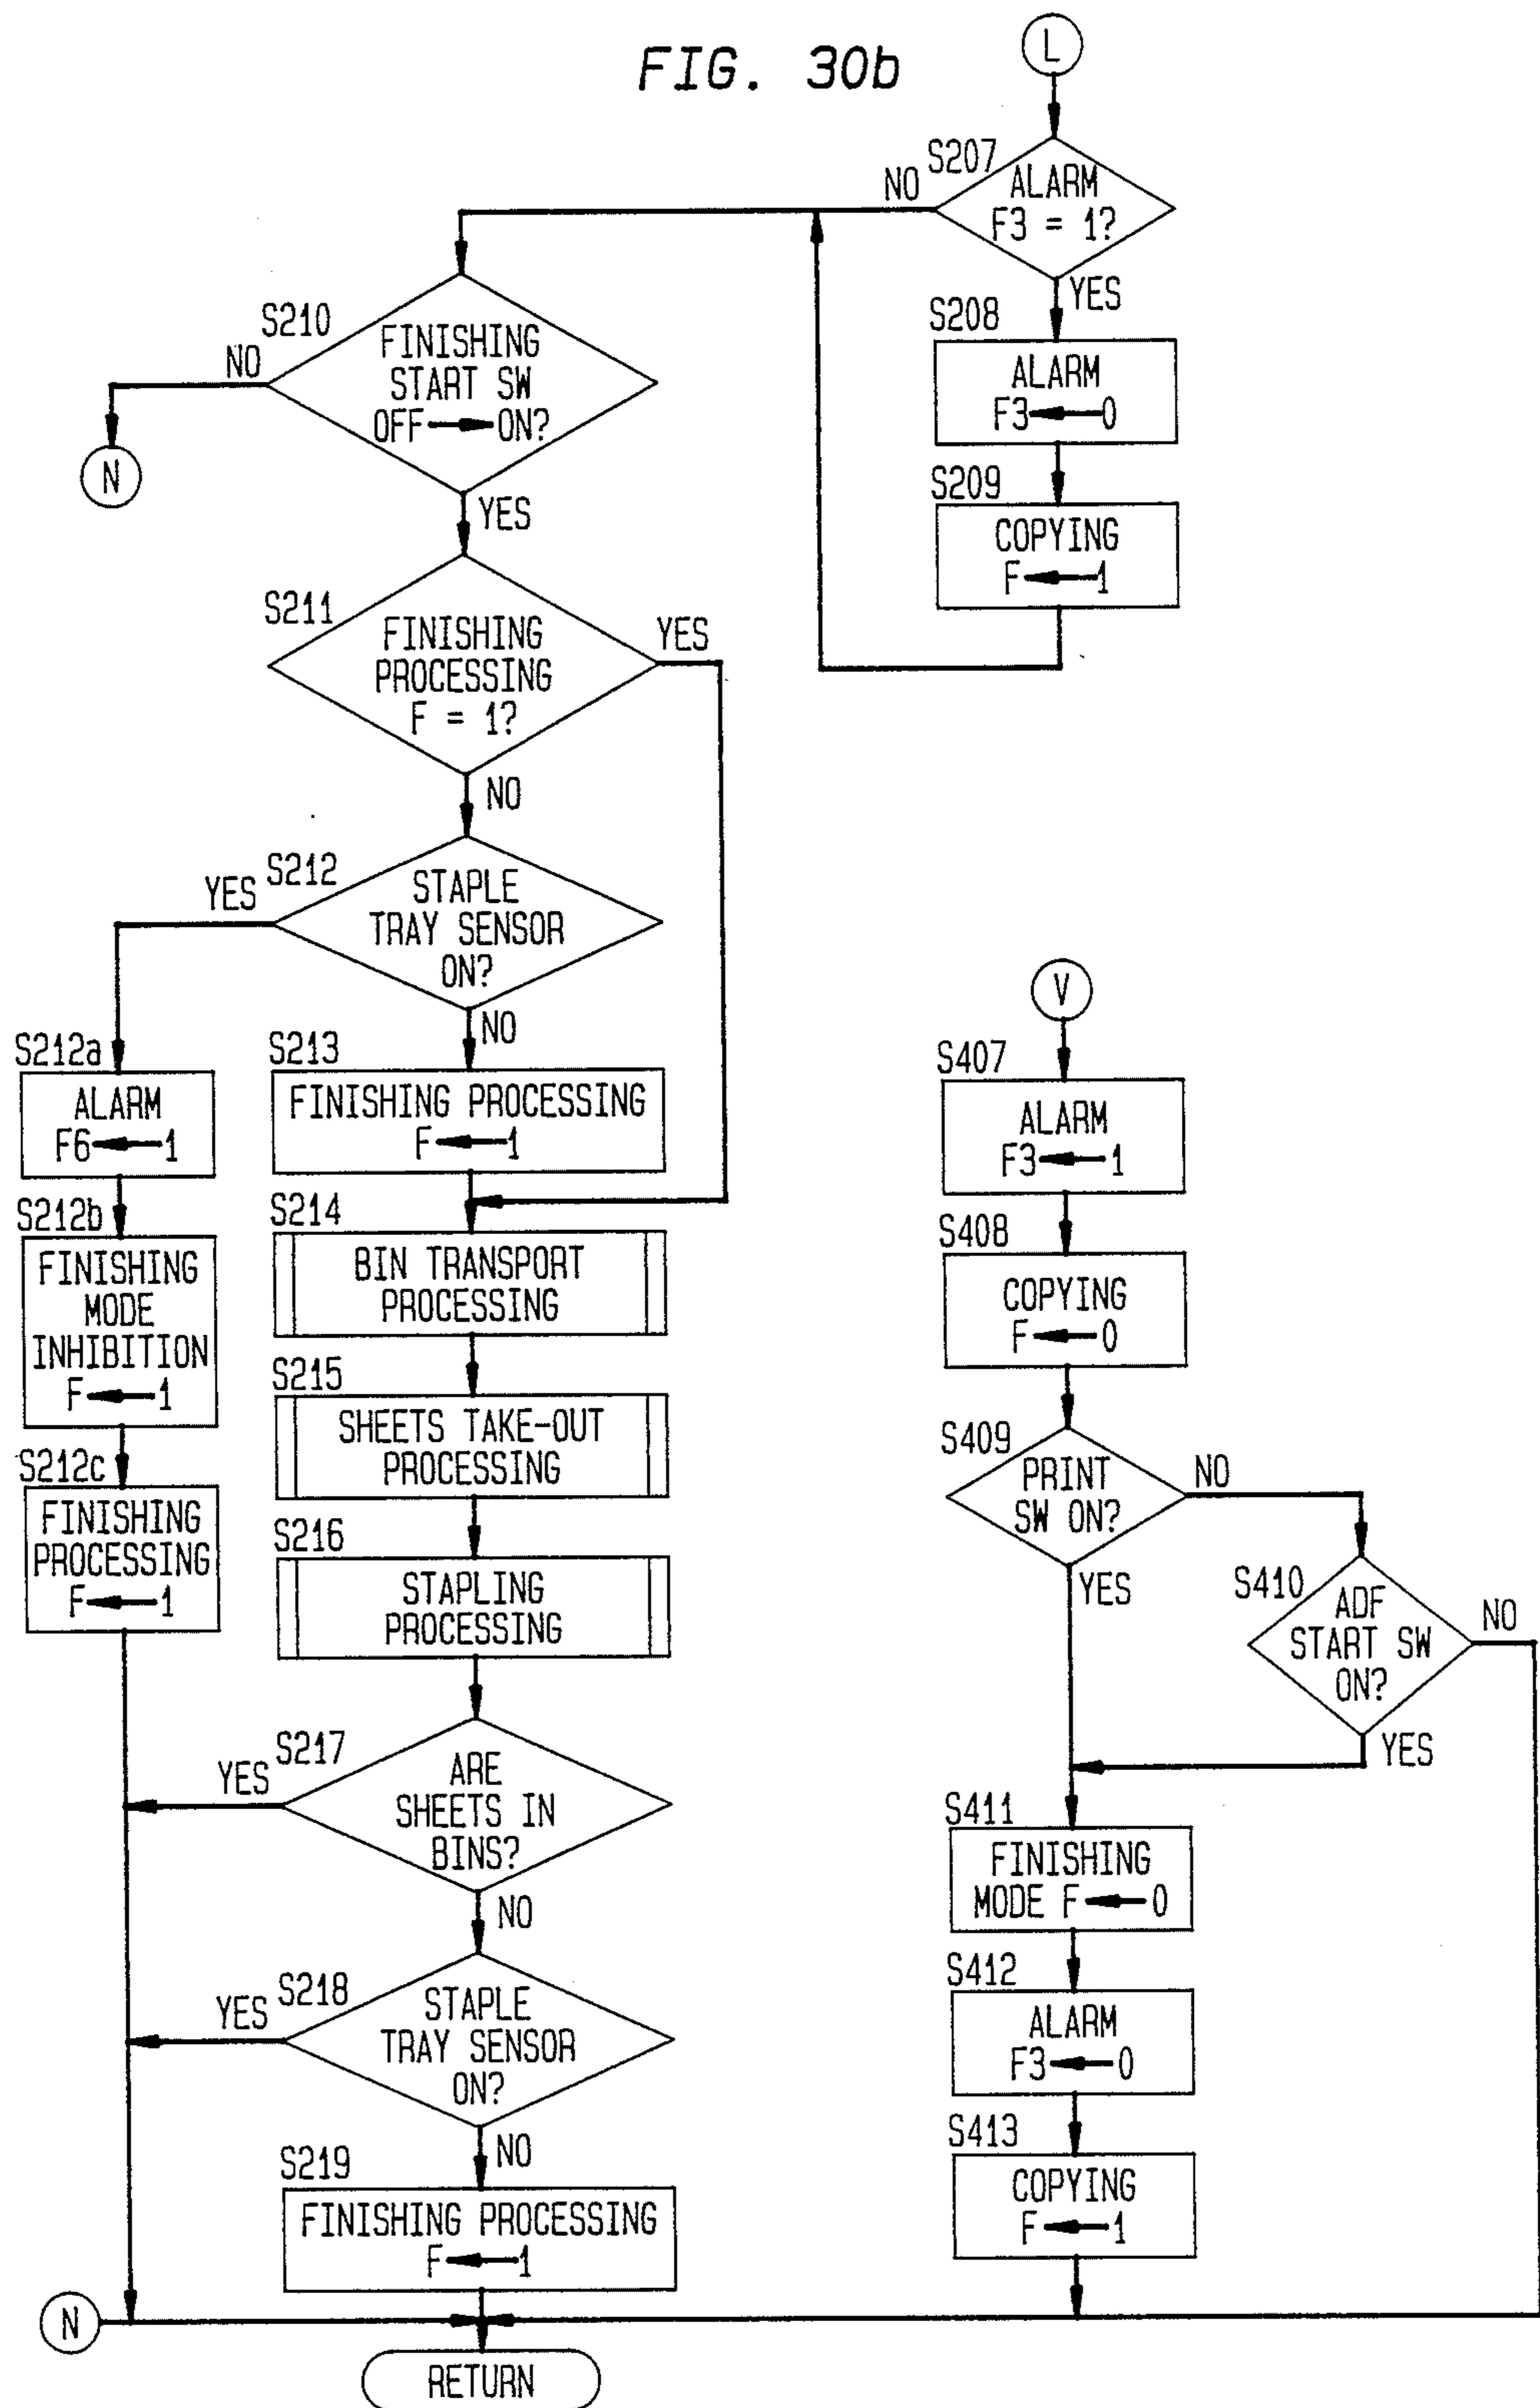 FIG. 30b
L
S207
ALARM
F3 = 1?
NO
YES
S208
ALARM
F3←0
S209
COPYING
F←1
S210
FINISHING
START SW
OFF→ON?
NO
N
YES
S211
FINISHING
PROCESSING
F = 1?
YES
NO
S212
STAPLE
TRAY SENSOR
ON?
YES
NO
S212a
ALARM
F6←1
S212b
FINISHING
MODE
INHIBITION
F←1
S212c
FINISHING
PROCESSING
F←1
S213
FINISHING PROCESSING
F←1
S214
BIN TRANSPORT
PROCESSING
S215
SHEETS TAKE-OUT
PROCESSING
S216
STAPLING
PROCESSING
S217
ARE
SHEETS IN
BINS?
YES
NO
S218
STAPLE
TRAY SENSOR
ON?
YES
NO
S219
FINISHING PROCESSING
F←1
N
RETURN
V
S407
ALARM
F3←1
S408
COPYING
F←0
S409
PRINT
SW ON?
NO
YES
S410
ADF
START SW
ON?
NO
YES
S411
FINISHING
MODE F←0
S412
ALARM
F3←0
S413
COPYING
F←1